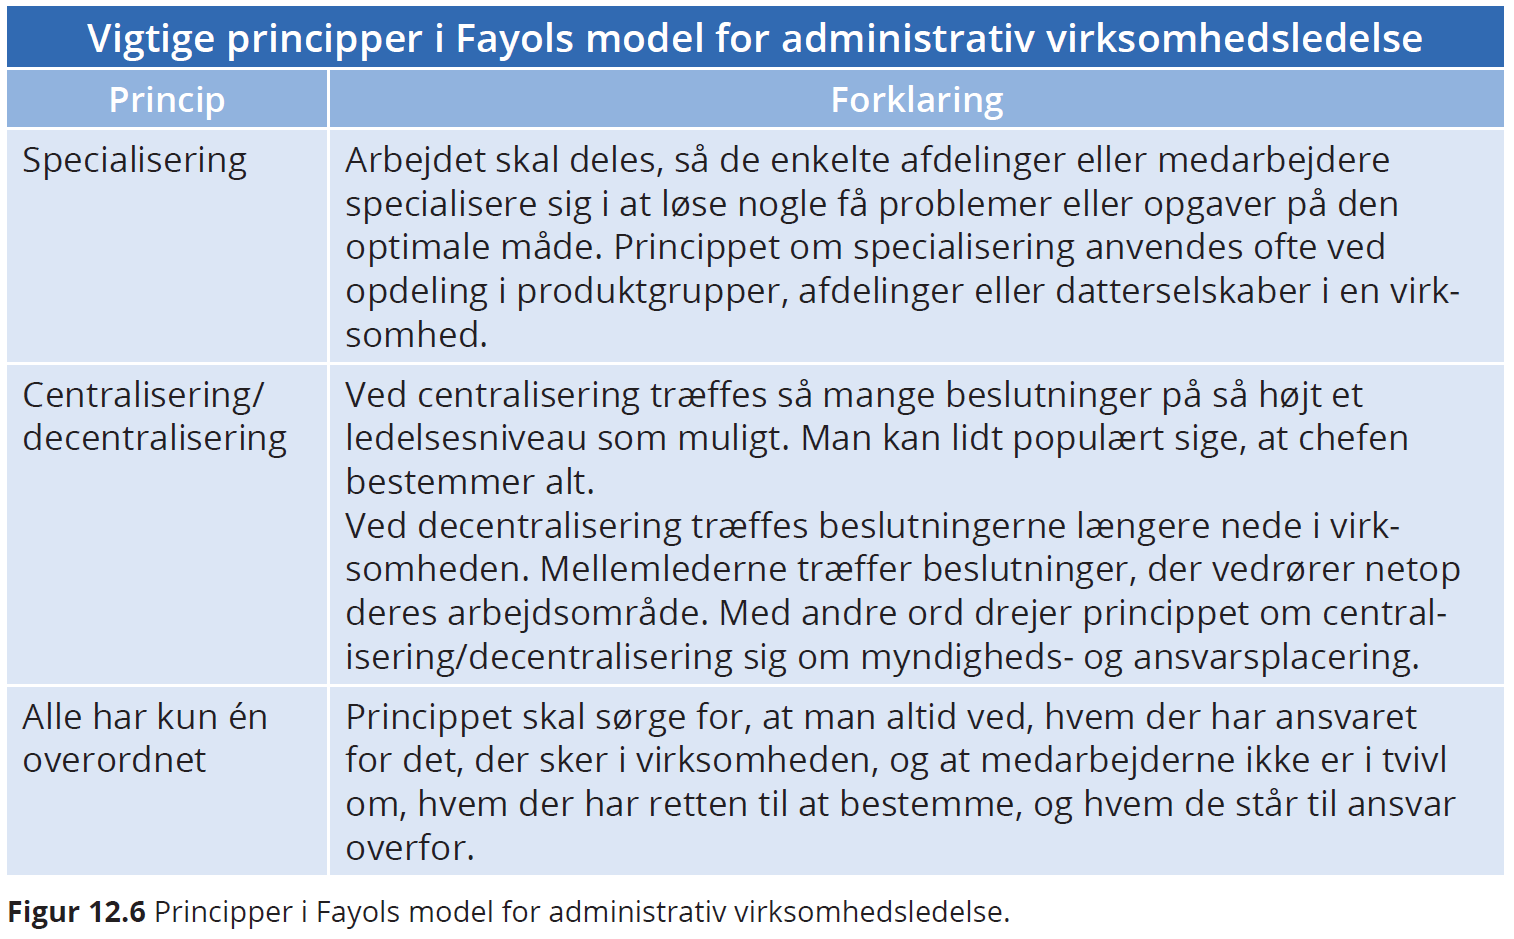 Vigtige principper i Fayols model for administrativ virksomhedsledelse
Princip
Forklaring
Specialisering
Arbejdet skal deles, så de enkelte afdelinger eller medarbejdere
specialisere sig i at løse nogle få problemer eller opgaver på den
optimale måde. Princippet om specialisering anvendes ofte ved
opdeling i produktgrupper, afdelinger eller datterselskaber i en virk-
somhed.
Centralisering/
decentralisering
Ved centralisering træffes så mange beslutninger på så højt et
ledelsesniveau som muligt. Man kan lidt populært sige, at chefen
bestemmer alt.
Ved decentralisering træffes beslutningerne længere nede i virk-
somheden. Mellemlederne træffer beslutninger, der vedrører netop
deres arbejdsområde. Med andre ord drejer princippet om central-
isering/decentralisering sig om myndigheds- og ansvarsplacering.
Alle har kun én
overordnet
Princippet skal sørge for, at man altid ved, hvem der har ansvaret
for det, der sker i virksomheden, og at medarbejderne ikke er i tvivl
om, hvem der har retten til at bestemme, og hvem de står til ansvar
overfor.
Figur 12.6 Principper i Fayols model for administrativ virksomhedsledelse.